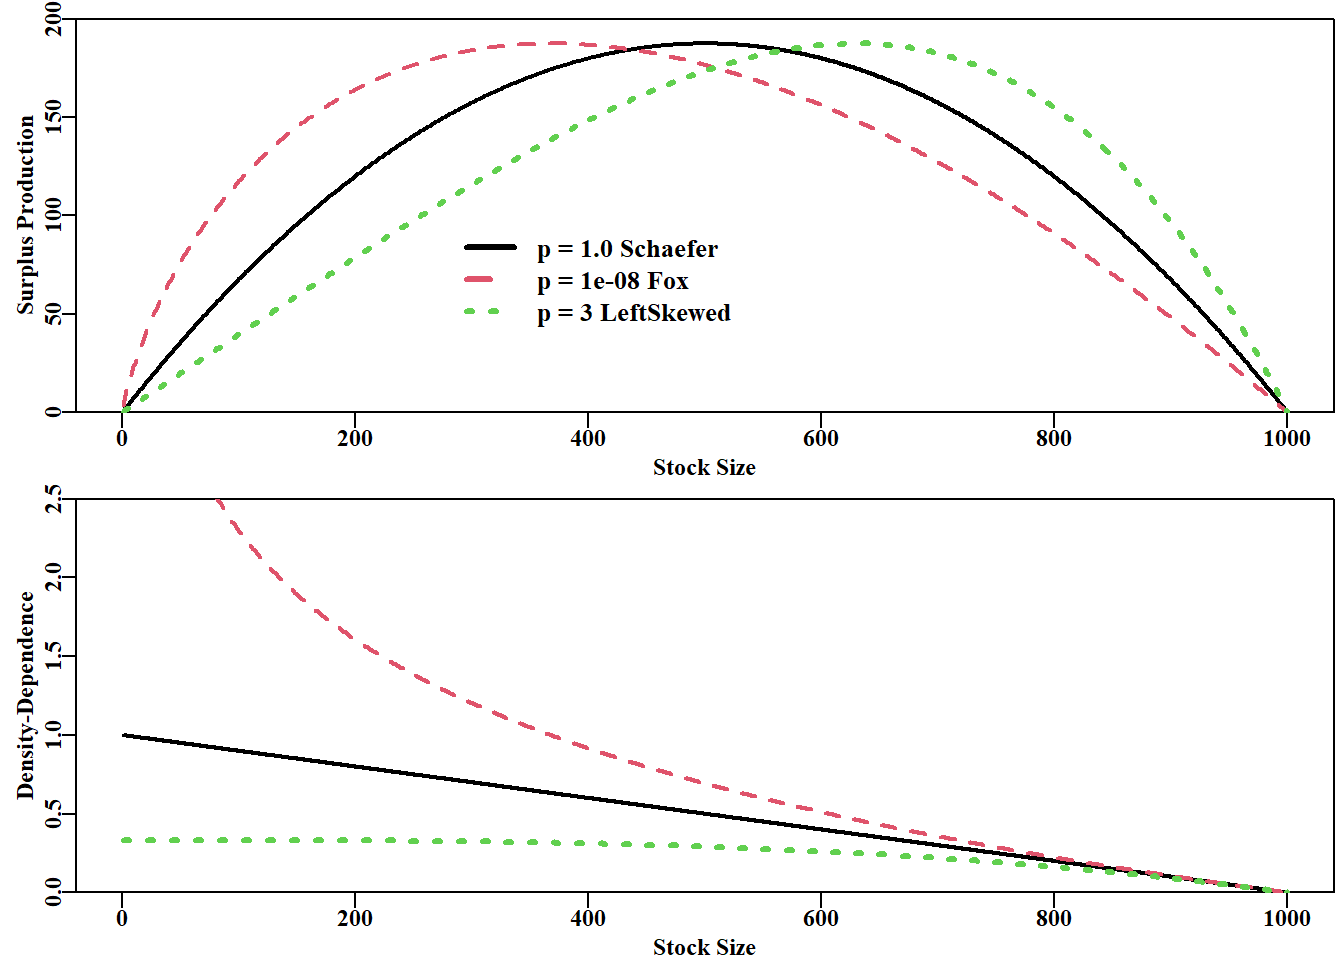 Surplus Production
200
150
100
50
0
p = 1.0 Schaefer
p = 1e-08 Fox
p = 3 LeftSkewed
0 200 400 600 800 1000
Stock Size
Density-Dependence
2.5
2.0
1.5
1.0
0.5
0.0
0 200 400 600 800 1000
Stock Size